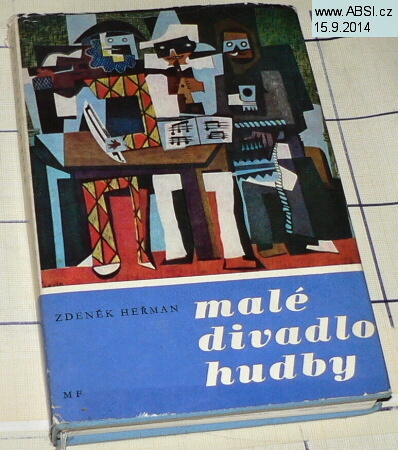 www.ABSI.cz
15.9.2014
ZDENĚK HEŘMAN
malé
divadlo
hudby
MF